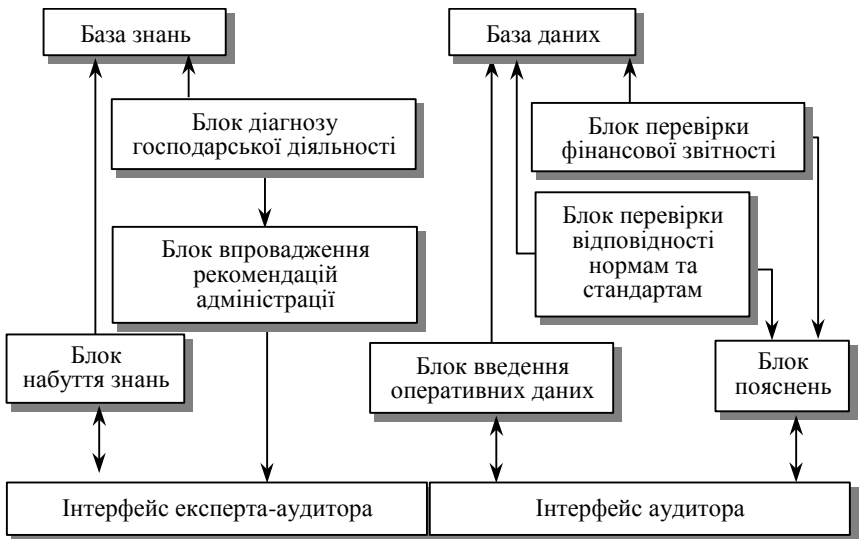 База знань
База даних
Блок діагнозу
господарської діяльності
Блок перевірки
фінансової звітності
Блок впровадження
рекомендацій
адміністрації
Блок перевірки
відповідності
нормам та
стандартам
Блок
набуття знань
Блок введення
оперативних даних
Блок
пояснень
Інтерфейс експерта-аудитора
Інтерфейс аудитора